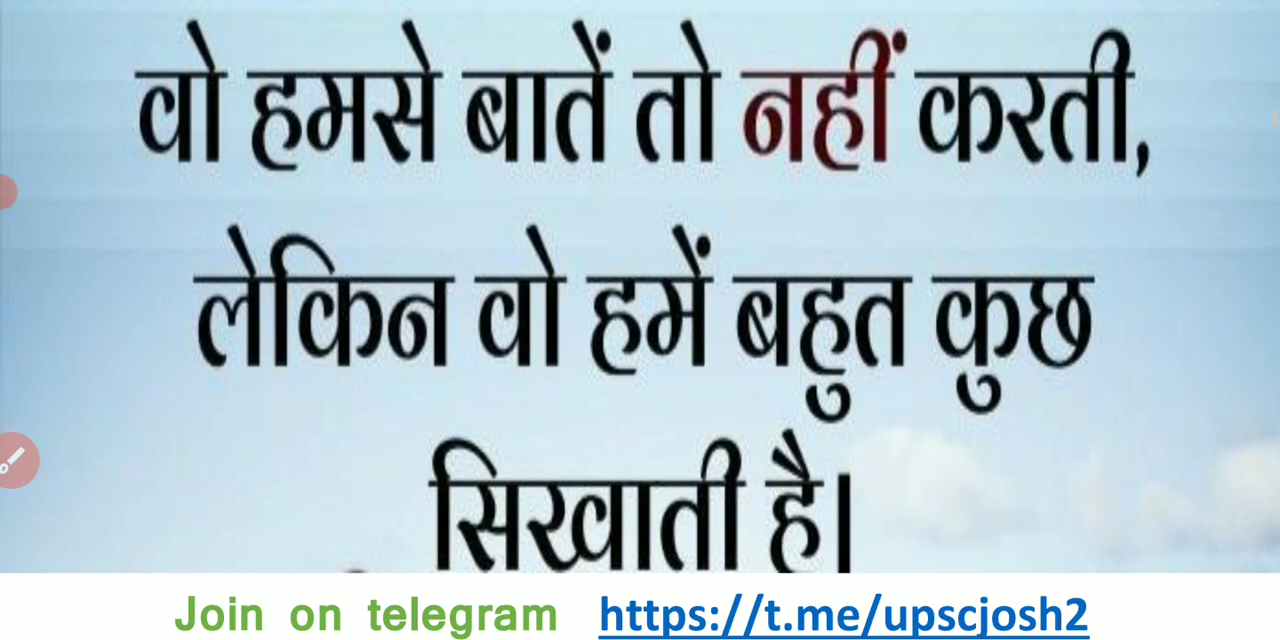 वो हमसे बातें तो नहीं करती,
लेकिन वो हमें बहुत कुछ
सिखाती है।
Join on telegram https://t.me/upscjosh2